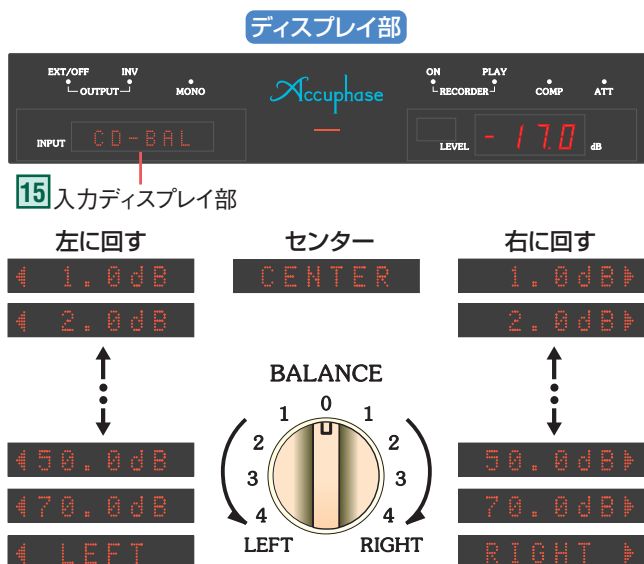 ディスプレイ部
EXT/OFF INV
OUTPUT
MONO
Accuphase
ON PLAY
RECORDER
COMP
ATT
INPUT CD-BAL
LEVEL -17.0 dB
15 入力ディスプレイ部
左に回す センター 右に回す
1.0dB CENTER 1.0dB
2.0dB 2.0dB
BALANCE
0
1 1
2 2
3 3
4 4
LEFT RIGHT
50.0dB 50.0dB
70.0dB 70.0dB
LEFT RIGHT